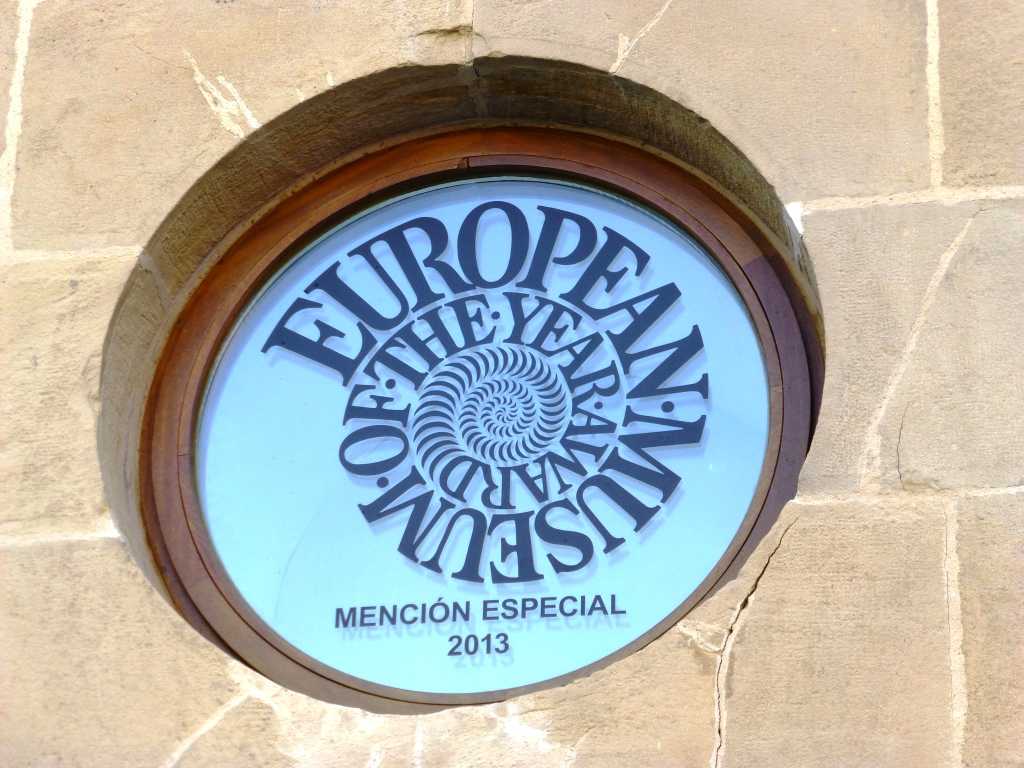 EUROPEAN·MUSEUM·OF·THE·YEAR·AWARD
MENCIÓN ESPECIAL
2013